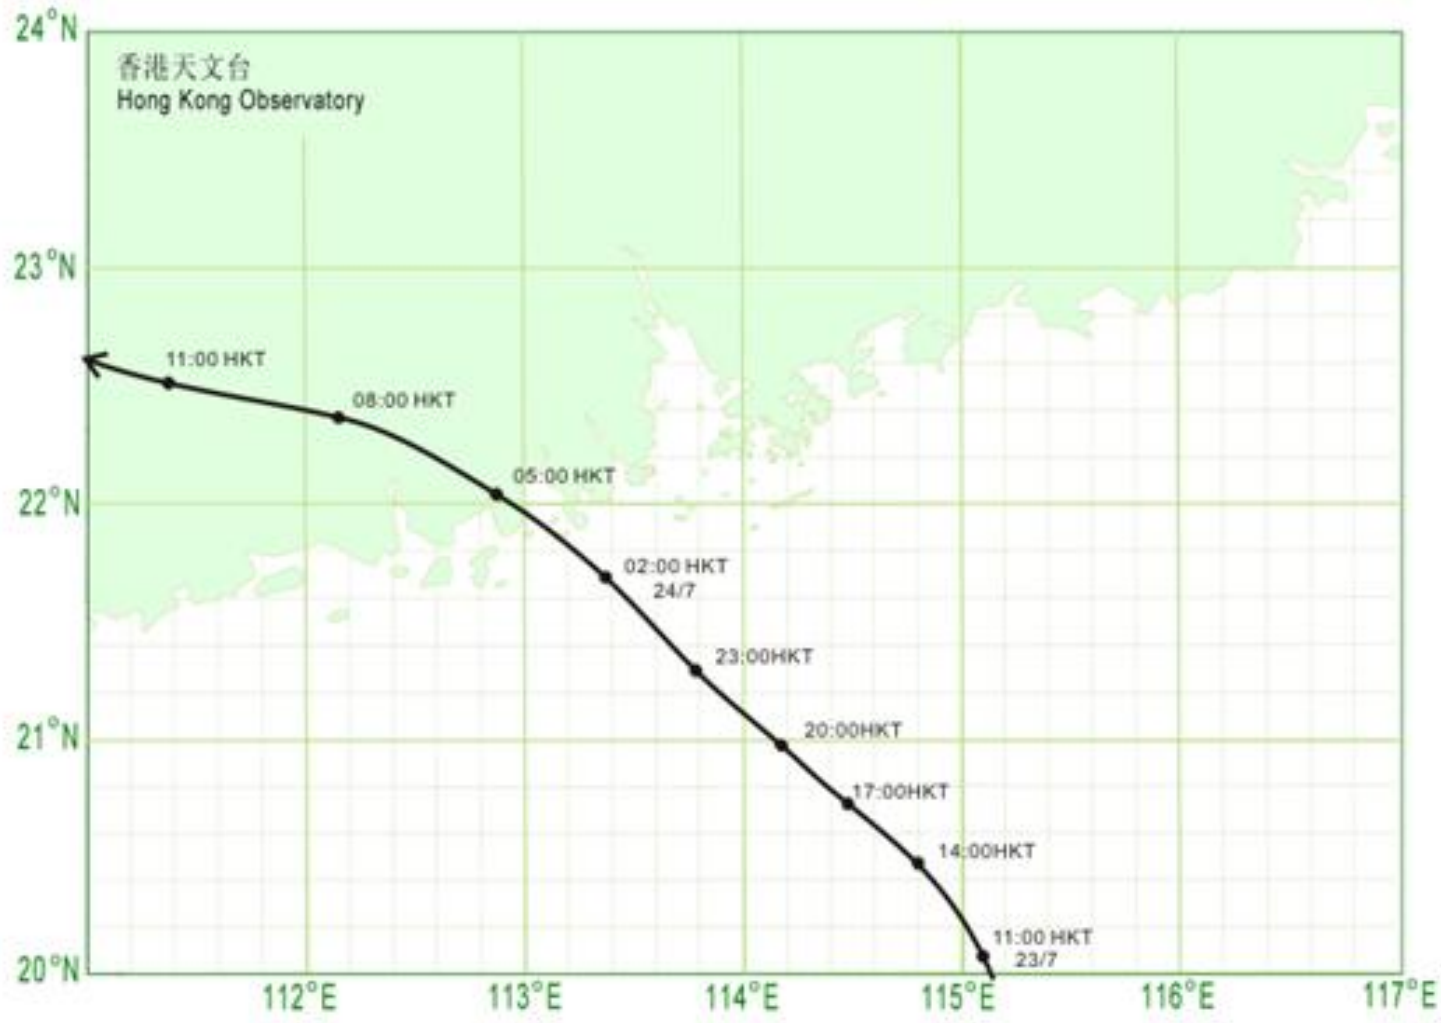 24°N
香港天文台
Hong Kong Observatory
23°N
11:00 HKT
08:00 HKT
05:00 HKT
22°N
02:00 HKT
24/7
23:00HKT
20:00HKT
21°N
17:00HKT
14:00HKT
11:00 HKT
23/7
20°N
112°E 113°E 114°E 115°E 116°E 117°E